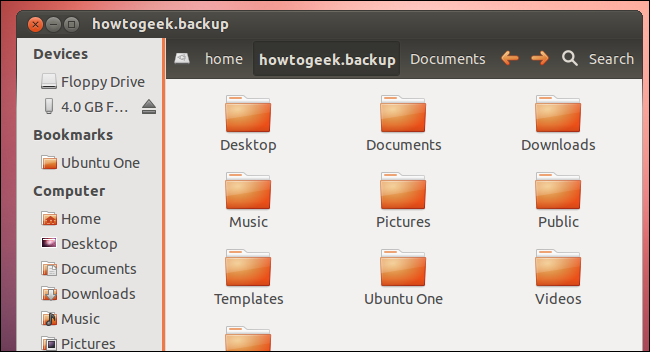 howtogeek.backup
Devices
Floppy Drive
4.0 GB F...
Bookmarks
Ubuntu One
Computer
Home
Desktop
Documents
Downloads
Music
Pictures
home howtogeek.backup Documents Search
Desktop Documents Downloads
Music Pictures Public
Templates Ubuntu One Videos